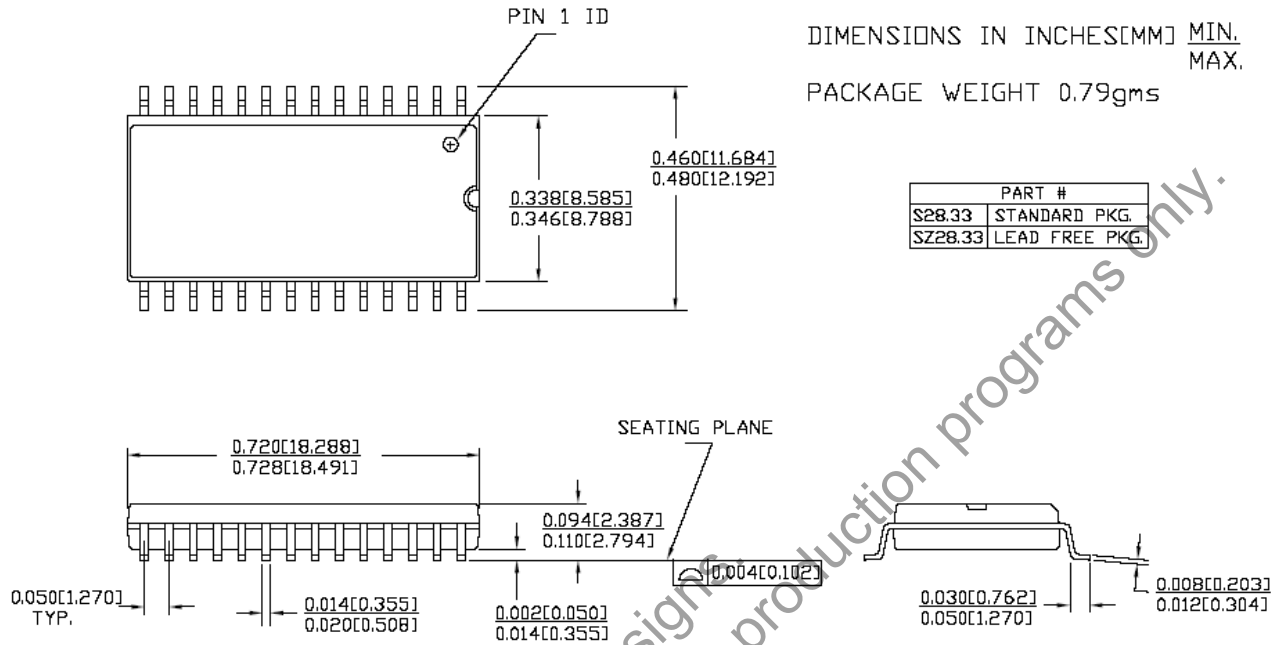 PIN 1 ID
DIMENSIONS IN INCHES[MM] MIN.
MAX.
PACKAGE WEIGHT 0.79gms
0.460[11.684]
0.480[12.192]
0.338[8.585]
0.346[8.788]
PART #
S28.33 STANDARD PKG.
SZ28.33 LEAD FREE PKG.
SEATING PLANE
0.720[18.288]
0.728[18.491]
0.094[2.387]
0.110[2.794]
0.004[0.102]
0.050[1.270]
TYP.
0.014[0.355]
0.020[0.508]
0.002[0.050]
0.014[0.355]
0.030[0.762]
0.050[1.270]
0.008[0.203]
0.012[0.304]
signs.
production programs only.